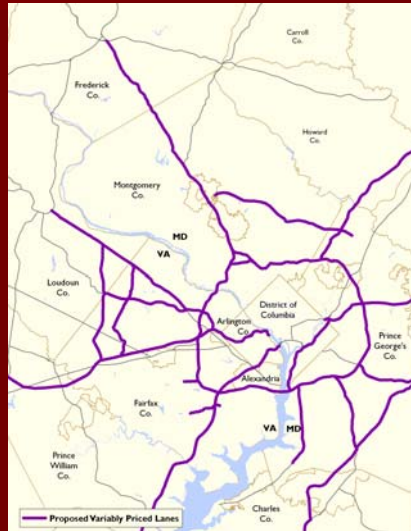 Carroll
Co.
Frederick
Co.
Howard
Co.
Montgomery
Co.
MD
VA
Loudoun
Co.
District of
Columbia
Arlington
Co.
Prince
George's
Co.
Alexandria
Fairfax
Co.
VA
MD
Prince
William
Co.
Charles
Co.
Proposed Variably Priced Lanes